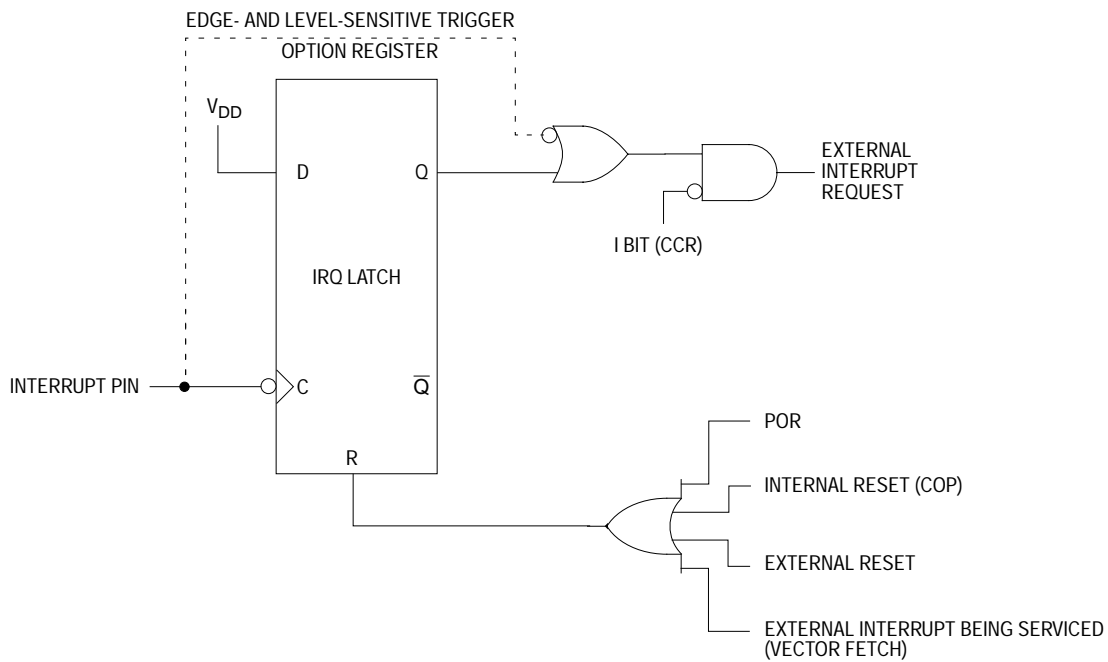 EDGE- AND LEVEL-SENSITIVE TRIGGER
OPTION REGISTER
VDD
D
Q
EXTERNAL
INTERRUPT
REQUEST
I BIT (CCR)
IRQ LATCH
INTERRUPT PIN
C
Q̅
R
POR
INTERNAL RESET (COP)
EXTERNAL RESET
EXTERNAL INTERRUPT BEING SERVICED
(VECTOR FETCH)